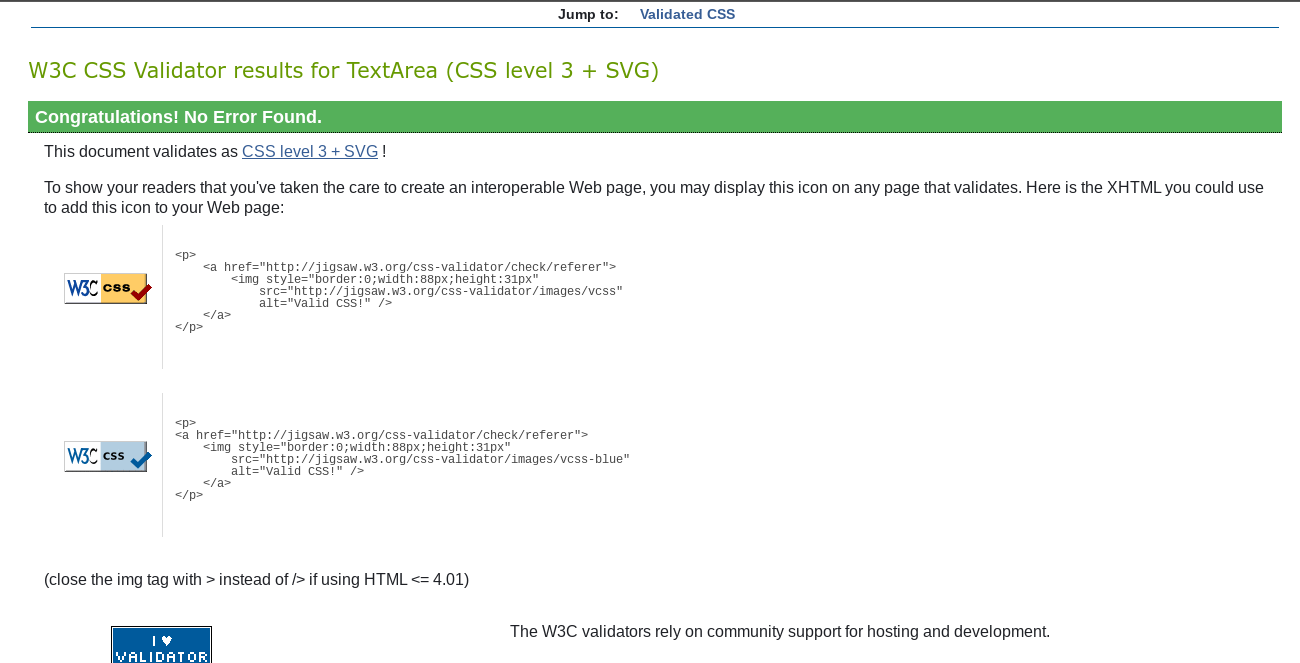 Jump to: Validated CSS
W3C CSS Validator results for TextArea (CSS level 3 + SVG)
Congratulations! No Error Found.
This document validates as CSS level 3 + SVG !
To show your readers that you've taken the care to create an interoperable Web page, you may display this icon on any page that validates. Here is the XHTML you could use
to add this icon to your Web page:
W3C css
<p>
    <a href="http://jigsaw.w3.org/css-validator/check/referer">
        <img style="border:0;width:88px;height:31px"
            src="http://jigsaw.w3.org/css-validator/images/vcss"
            alt="Valid CSS!" />
    </a>
</p>
W3C css
<p>
<a href="http://jigsaw.w3.org/css-validator/check/referer">
    <img style="border:0;width:88px;height:31px"
        src="http://jigsaw.w3.org/css-validator/images/vcss-blue"
        alt="Valid CSS!" />
    </a>
</p>
(close the img tag with > instead of /> if using HTML <= 4.01)
I ♥
VALIDATOR
The W3C validators rely on community support for hosting and development.